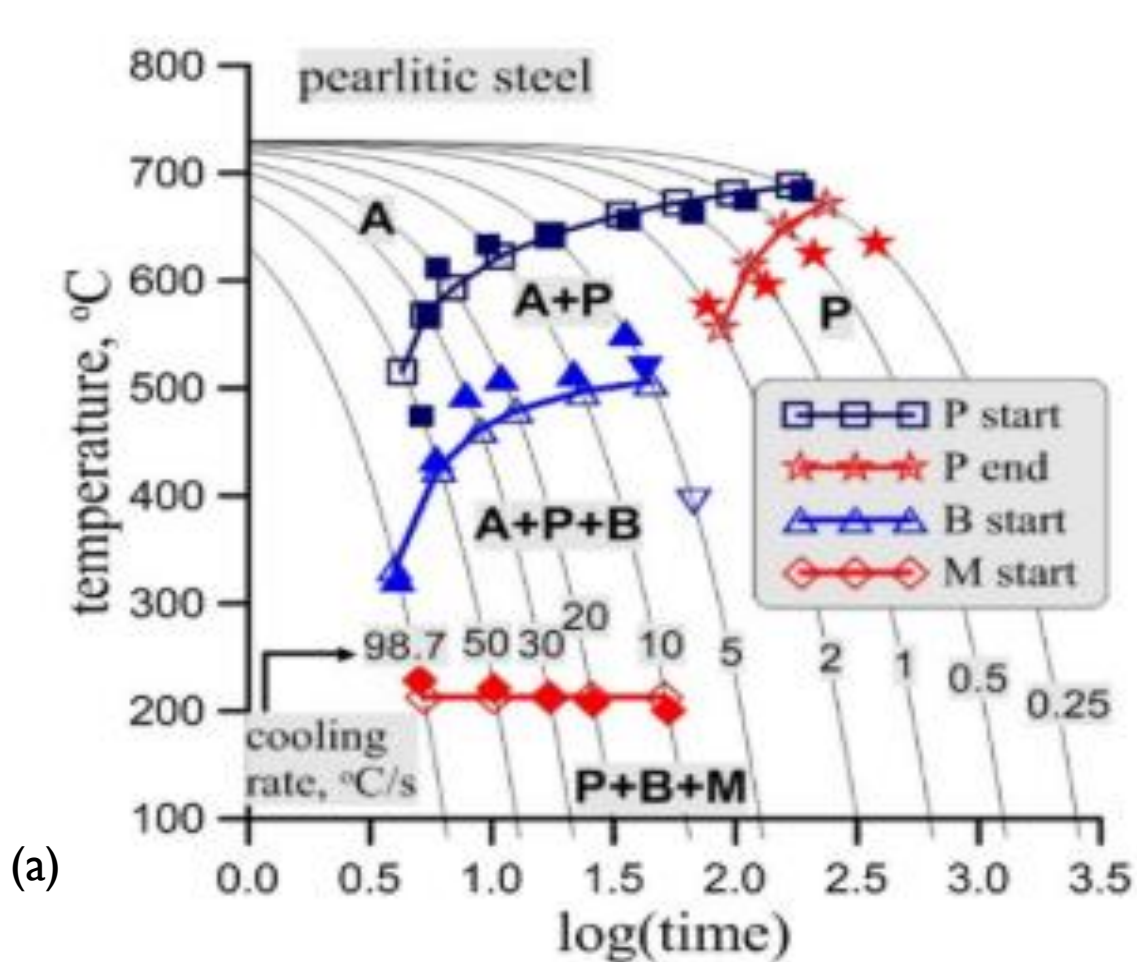 800
pearlitic steel
700
A
600
A+P
P
500
P start
P end
400
A+P+B
B start
M start
300
20
98.7 50 30 10 5 2 1 0.5 0.25
200
cooling
rate, °C/s
P+B+M
100
(a)
0.0 0.5 1.0 1.5 2.0 2.5 3.0 3.5
log(time)
temperature, °C